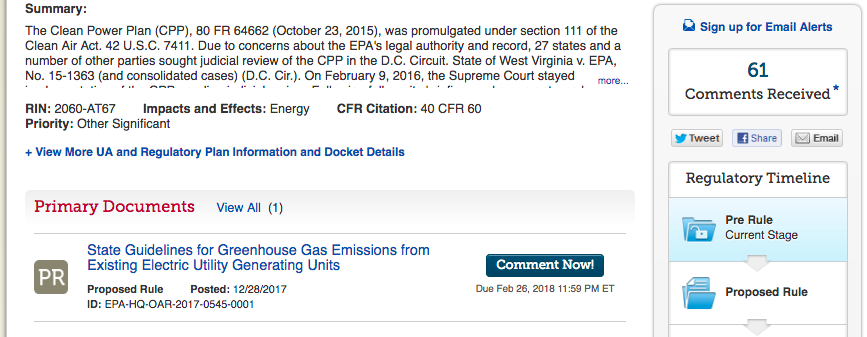 Summary:
The Clean Power Plan (CPP), 80 FR 64662 (October 23, 2015), was promulgated under section 111 of the
Clean Air Act. 42 U.S.C. 7411. Due to concerns about the EPA's legal authority and record, 27 states and a
number of other parties sought judicial review of the CPP in the D.C. Circuit. State of West Virginia v. EPA,
No. 15-1363 (and consolidated cases) (D.C. Cir.). On February 9, 2016, the Supreme Court stayed
more...
RIN: 2060-AT67 Impacts and Effects: Energy CFR Citation: 40 CFR 60
Priority: Other Significant
+ View More UA and Regulatory Plan Information and Docket Details
Primary Documents View All (1)
PR
State Guidelines for Greenhouse Gas Emissions from
Existing Electric Utility Generating Units
Proposed Rule Posted: 12/28/2017
ID: EPA-HQ-OAR-2017-0545-0001
Comment Now!
Due Feb 26, 2018 11:59 PM ET
Sign up for Email Alerts
61
Comments Received*
Tweet
Share
Email
Regulatory Timeline
Pre Rule
Current Stage
Proposed Rule